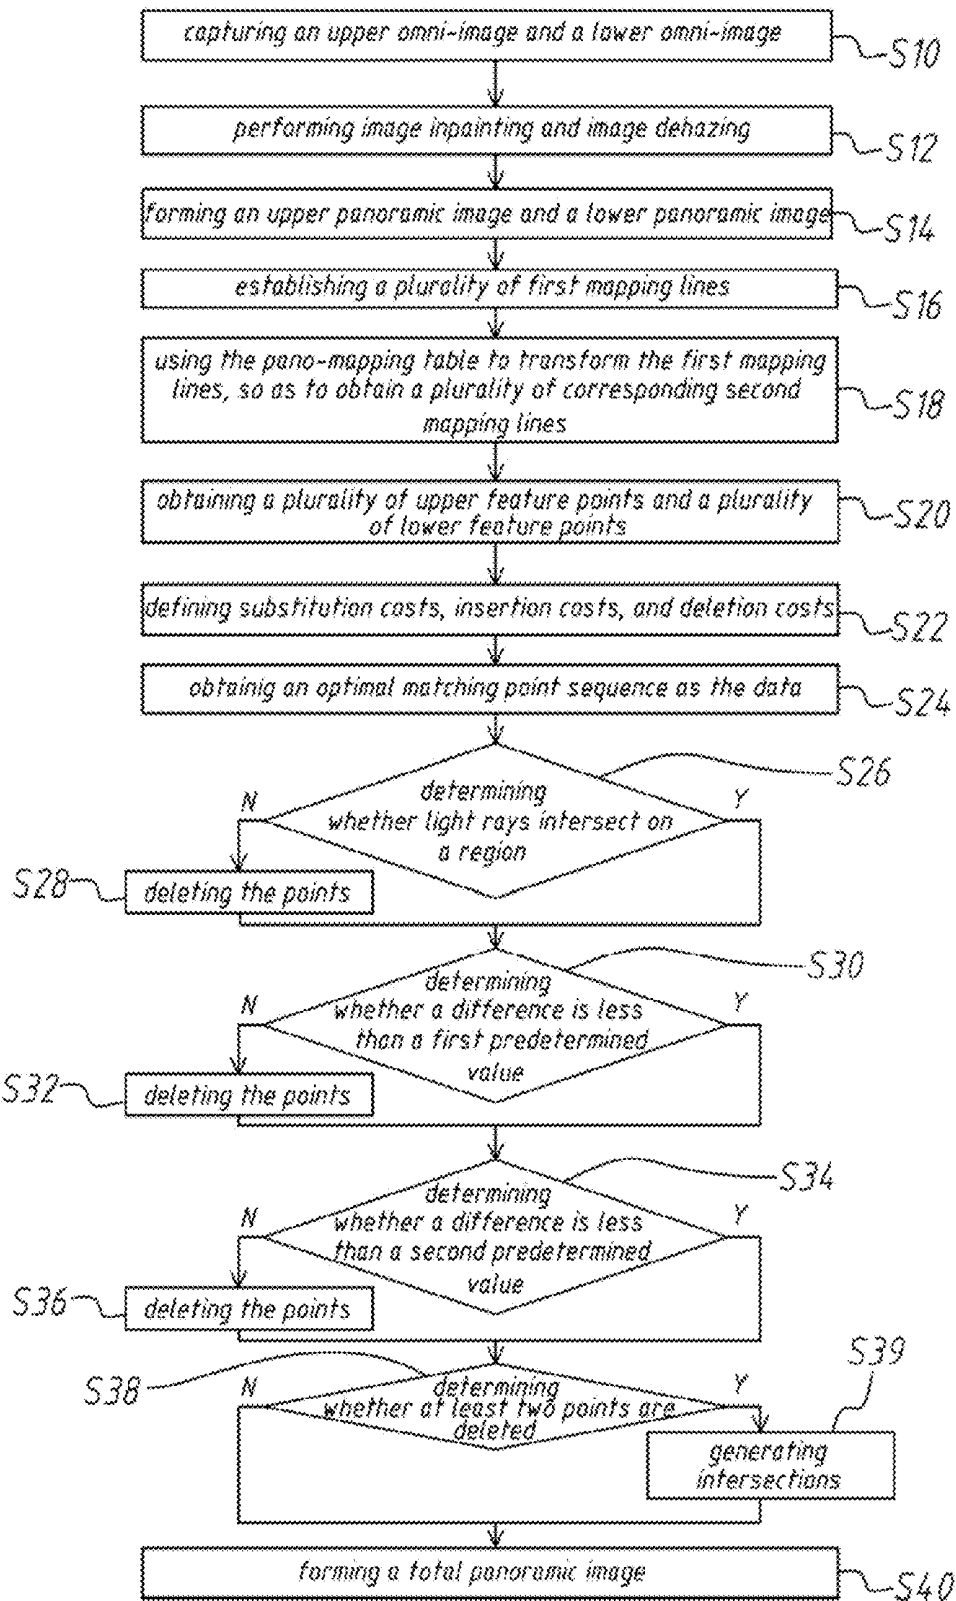 capturing an upper omni-image and a lower omni-image
S10
performing image inpainting and image dehazing
S12
forming an upper panoramic image and a lower panoramic image
S14
establishing a plurality of first mapping lines
S16
using the pano-mapping table to transform the first mapping
lines, so as to obtain a plurality of corresponding second
mapping lines
S18
obtaining a plurality of upper feature points and a plurality
of lower feature points
S20
defining substitution costs, insertion costs, and deletion costs
S22
obtainig an optimal matching point sequence as the data
S24
S26
determining
whether light rays intersect on
a region
N
Y
S28
deleting the points
S30
determining
whether a difference is less
than a first predetermined
value
N
Y
S32
deleting the points
S34
determining
whether a difference is less
than a second predetermined
value
N
Y
S36
deleting the points
S38
determining
whether at least two points are
deleted
N
Y
S39
generating
intersections
forming a total panoramic image
S40